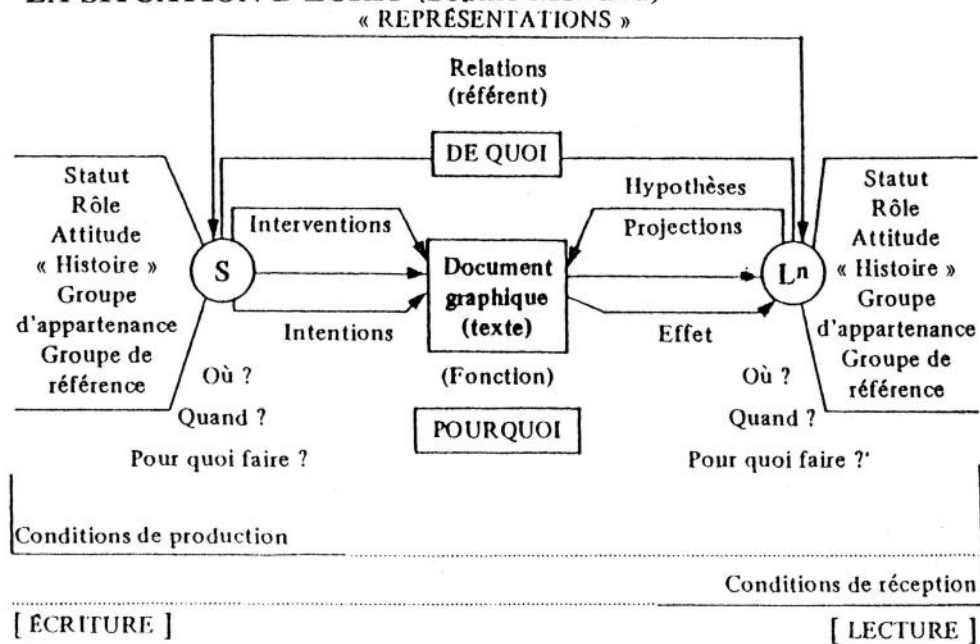 « REPRÉSENTATIONS »
Relations
(référent)
DE QUOI
Statut
Rôle
Attitude
« Histoire »
Groupe
d'appartenance
Groupe de
référence
S
Interventions
Intentions
Où ?
Quand ?
Pour quoi faire ?
Document
graphique
(texte)
(Fonction)
POURQUOI
Hypothèses
Projections
Effet
Lⁿ
Où ?
Quand ?
Pour quoi faire ?
Statut
Rôle
Attitude
« Histoire »
Groupe
d'appartenance
Groupe de
référence
Conditions de production
Conditions de réception
[ ÉCRITURE ]
[ LECTURE ]